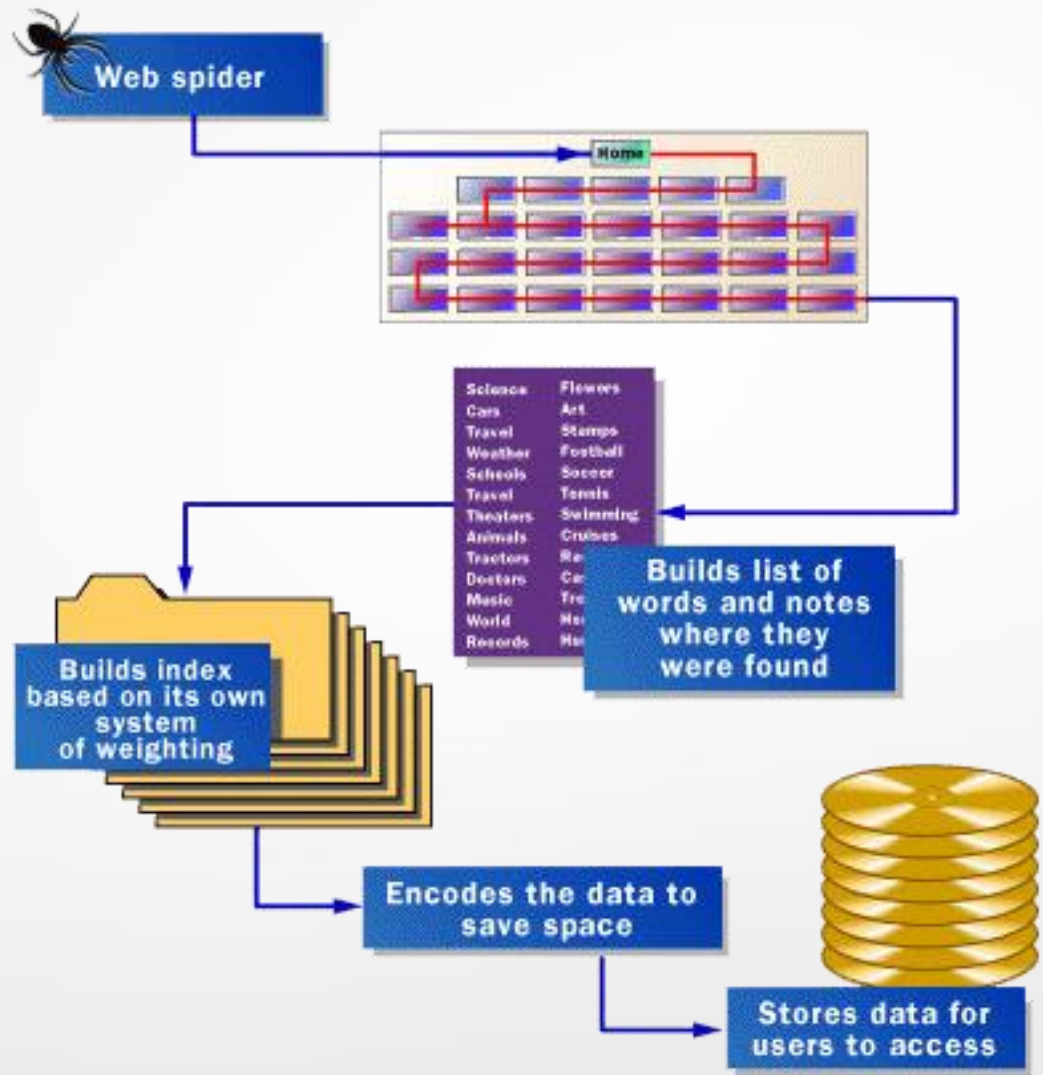 Web spider
Home
Science Flowers
Cars Art
Travel Stamps
Weather Football
Schools Soccer
Travel Tennis
Theaters Swimming
Animals Cruises
Tractors
Doctors
Music
World
Records
Builds list of
words and notes
where they
were found
Builds index
based on its own
system
of weighting
Encodes the data to
save space
Stores data for
users to access